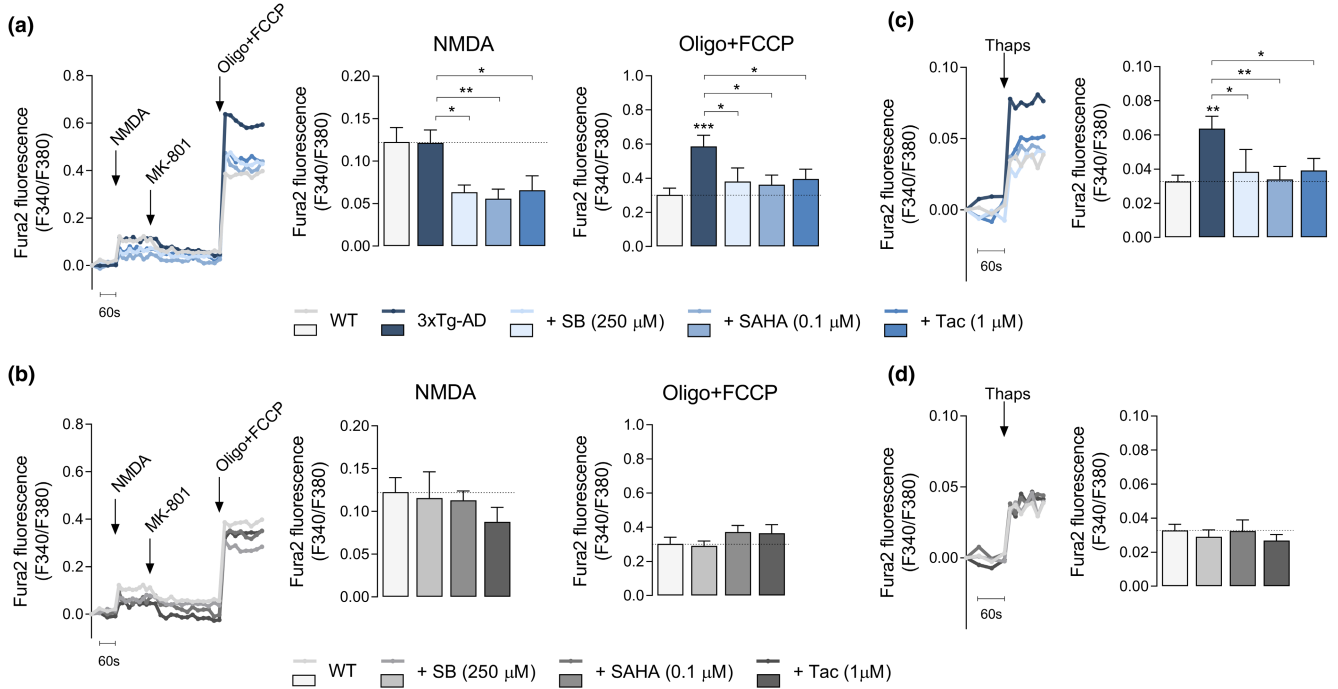 (a)
Fura2 fluorescence
(F340/F380)
0.8
0.6
0.4
0.2
0.0
NMDA
MK-801
Oligo+FCCP
60s
NMDA
Fura2 fluorescence
(F340/F380)
0.20
0.15
0.10
0.05
0.00
*
**
*
Oligo+FCCP
Fura2 fluorescence
(F340/F380)
1.0
0.8
0.6
0.4
0.2
0.0
*
*
*
***
(c)
Thaps
Fura2 fluorescence
(F340/F380)
0.10
0.05
0.00
60s
Fura2 fluorescence
(F340/F380)
0.10
0.08
0.06
0.04
0.02
0.00
*
**
*
**
WT 3xTg-AD + SB (250 μM) + SAHA (0.1 μM) + Tac (1 μM)
(b)
Fura2 fluorescence
(F340/F380)
0.8
0.6
0.4
0.2
0.0
NMDA
MK-801
Oligo+FCCP
60s
NMDA
Fura2 fluorescence
(F340/F380)
0.20
0.15
0.10
0.05
0.00
Oligo+FCCP
Fura2 fluorescence
(F340/F380)
1.0
0.8
0.6
0.4
0.2
0.0
(d)
Thaps
Fura2 fluorescence
(F340/F380)
0.10
0.05
0.00
60s
Fura2 fluorescence
(F340/F380)
0.10
0.08
0.06
0.04
0.02
0.00
WT + SB (250 μM) + SAHA (0.1 μM) + Tac (1μM)